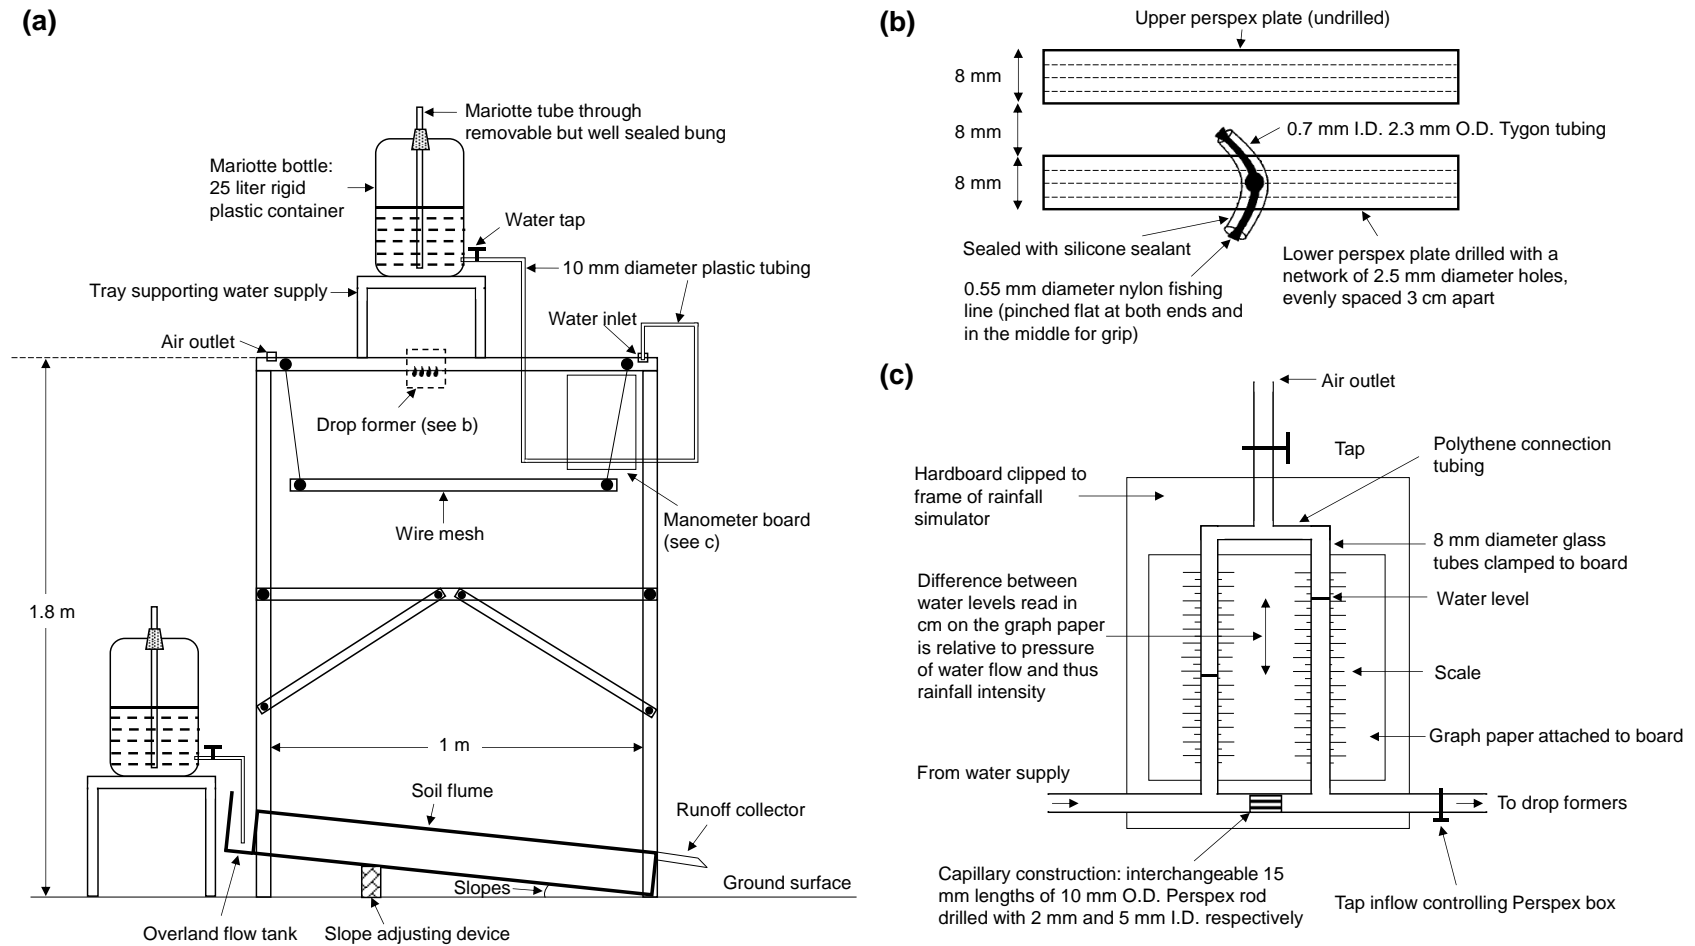 (a)
Mariotte tube through
removable but well sealed bung
Mariotte bottle:
25 liter rigid
plastic container
Water tap
10 mm diameter plastic tubing
Tray supporting water supply
Water inlet
Air outlet
Drop former (see b)
Wire mesh
Manometer board
(see c)
1.8 m
1 m
Soil flume
Runoff collector
Slopes
Ground surface
Overland flow tank
Slope adjusting device
(b)
Upper perspex plate (undrilled)
8 mm
8 mm
8 mm
0.7 mm I.D. 2.3 mm O.D. Tygon tubing
Sealed with silicone sealant
0.55 mm diameter nylon fishing
line (pinched flat at both ends and
in the middle for grip)
Lower perspex plate drilled with a
network of 2.5 mm diameter holes,
evenly spaced 3 cm apart
(c)
Air outlet
Tap
Polythene connection
tubing
Hardboard clipped to
frame of rainfall
simulator
8 mm diameter glass
tubes clamped to board
Difference between
water levels read in
cm on the graph paper
is relative to pressure
of water flow and thus
rainfall intensity
Water level
Scale
Graph paper attached to board
From water supply
To drop formers
Capillary construction: interchangeable 15
mm lengths of 10 mm O.D. Perspex rod
drilled with 2 mm and 5 mm I.D. respectively
Tap inflow controlling Perspex box